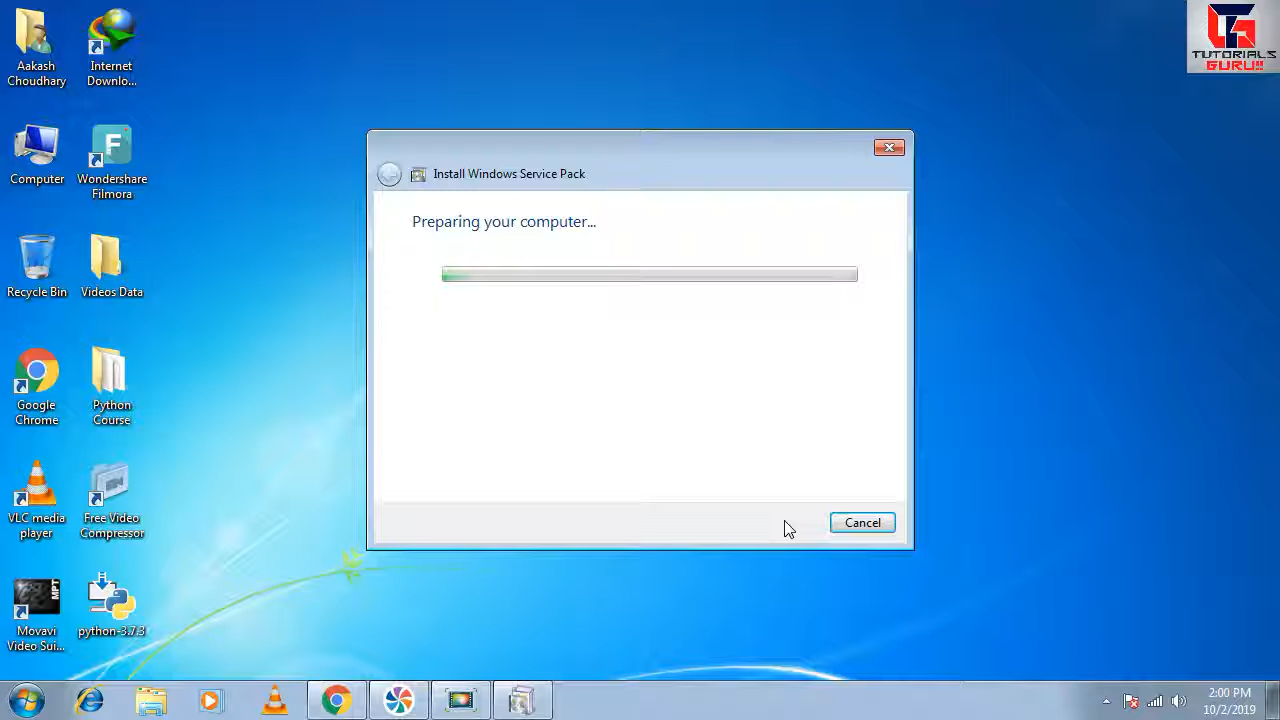 Aakash
Choudhary
Internet
Downlo...
TUTORIALS
GURU!!
Install Windows Service Pack
Computer
Wondershare
Filmora
F
Preparing your computer...
Recycle Bin
Videos Data
Google
Chrome
Python
Course
VLC media
player
Free Video
Compressor
Cancel
MPT
Movavi
Video Sui...
python-3.7.3
2:00 PM
10/2/2019